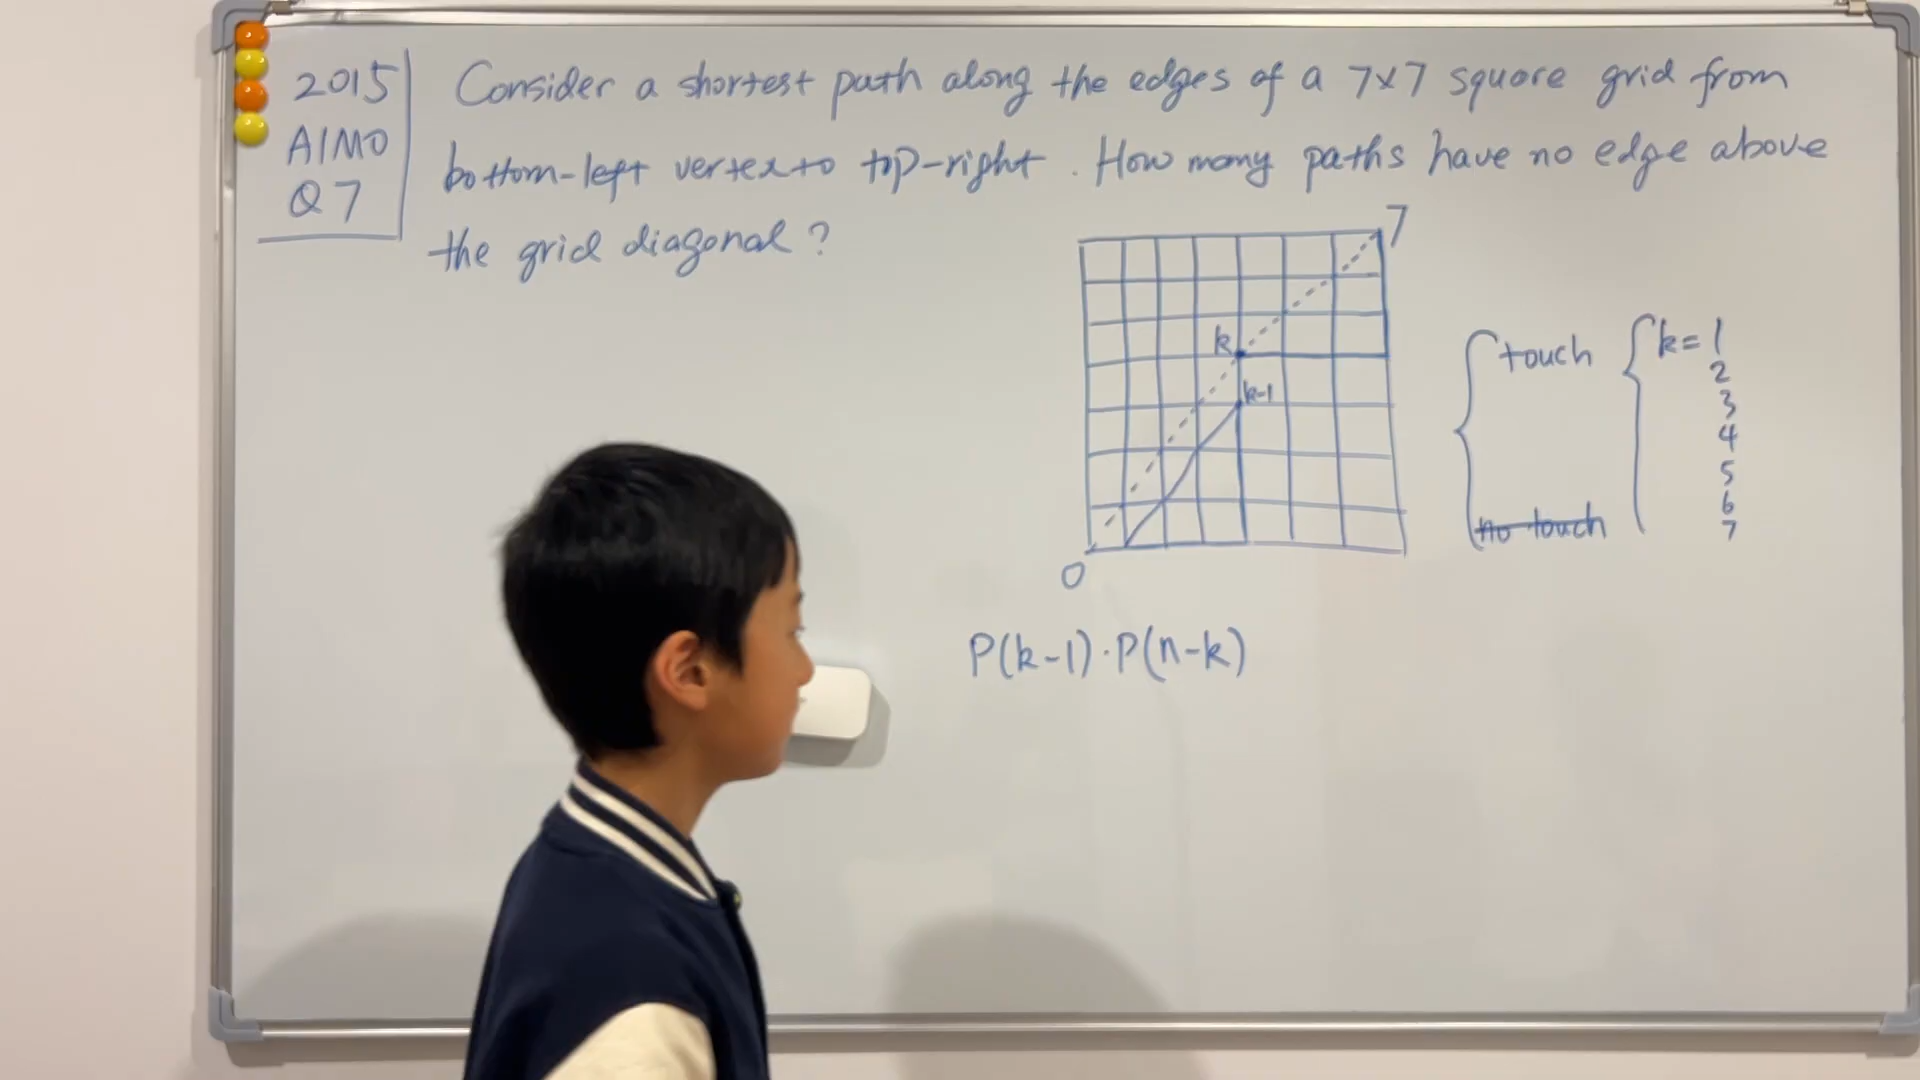 2015
AIMO
Q7
Consider a shortest path along the edges of a 7x7 square grid from
bottom-left vertex to top-right. How many paths have no edge above
the grid diagonal?
7
k
k-1
0
touch
no touch
k= 1
2
3
4
5
6
7
P(k-1)·P(n-k)